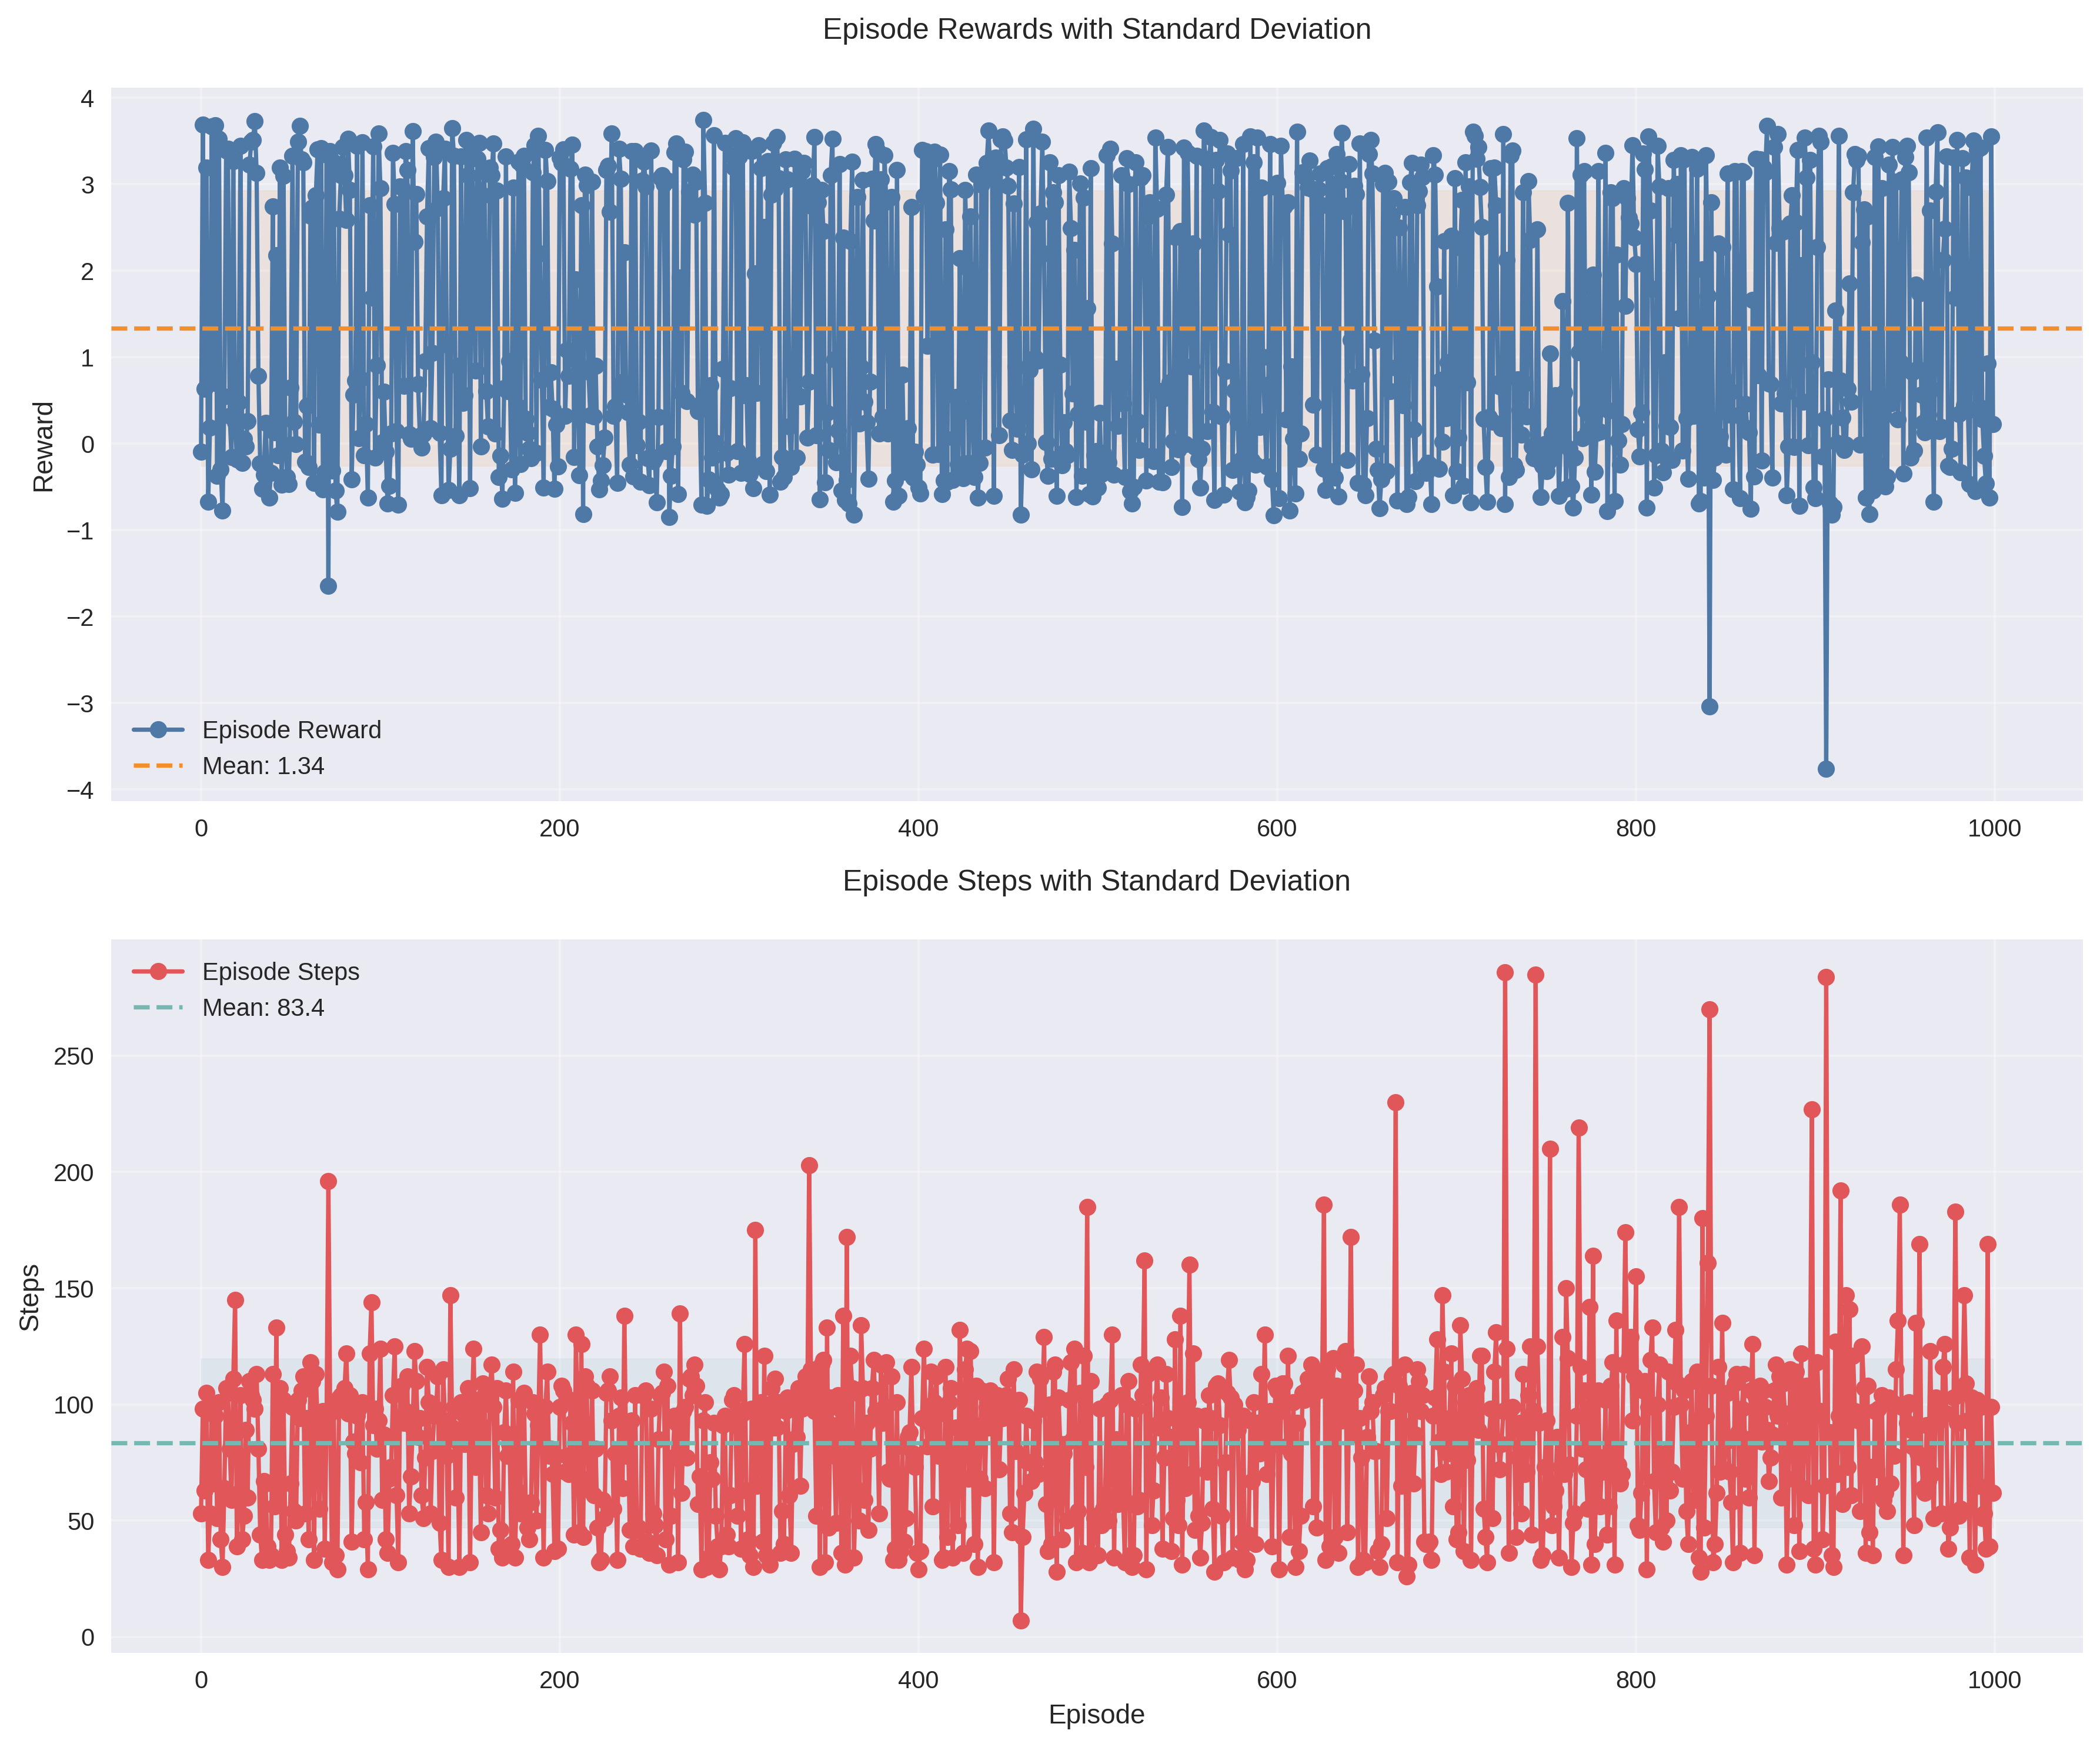 Episode Rewards with Standard Deviation
4
3
2
1
0
−1
−2
−3
−4
Reward
Episode Reward
Mean: 1.34
0 200 400 600 800 1000
Episode Steps with Standard Deviation
Episode Steps
Mean: 83.4
250
200
150
100
50
0
Steps
0 200 400 600 800 1000
Episode